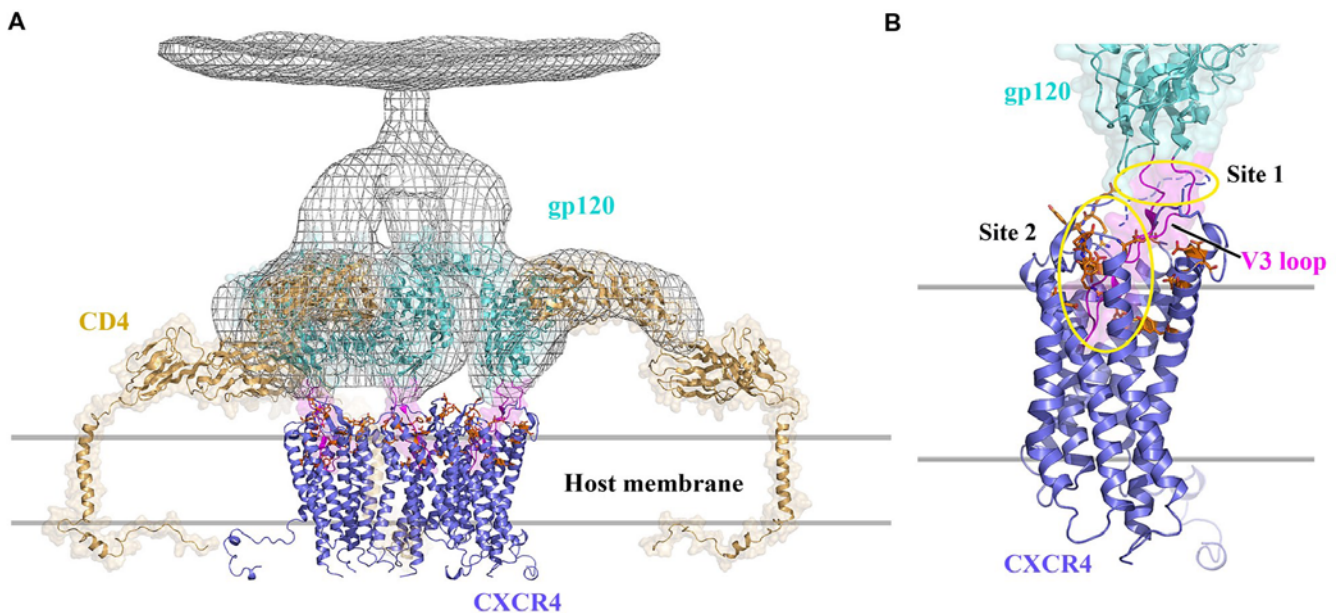 A
gp120
CD4
Host membrane
CXCR4
B
gp120
Site 1
Site 2
V3 loop
CXCR4